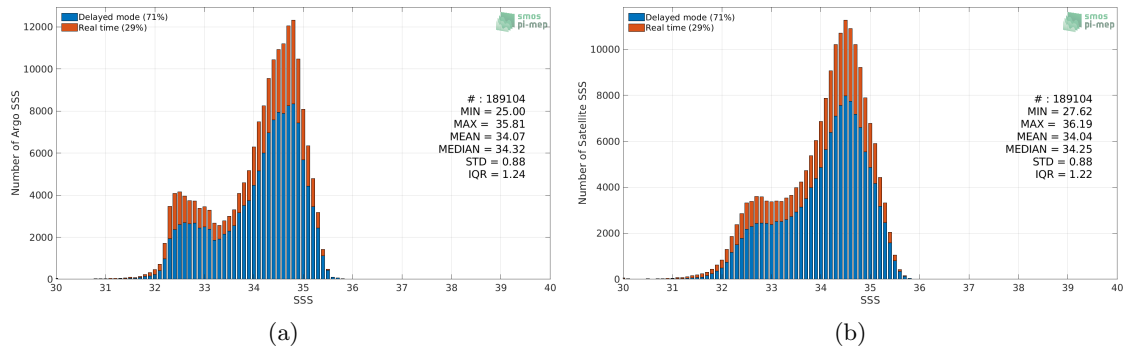 Delayed mode (71%)
Real time (29%)
smos
pi-mep
12000
10000
8000
6000
4000
2000
0
Number of Argo SSS
# : 189104
MIN = 25.00
MAX = 35.81
MEAN = 34.07
MEDIAN = 34.32
STD = 0.88
IQR = 1.24
30 31 32 33 34 35 36 37 38 39 40
SSS
(a)
Delayed mode (71%)
Real time (29%)
smos
pi-mep
10000
8000
6000
4000
2000
0
Number of Satellite SSS
# : 189104
MIN = 27.62
MAX = 36.19
MEAN = 34.04
MEDIAN = 34.25
STD = 0.88
IQR = 1.22
30 31 32 33 34 35 36 37 38 39 40
SSS
(b)